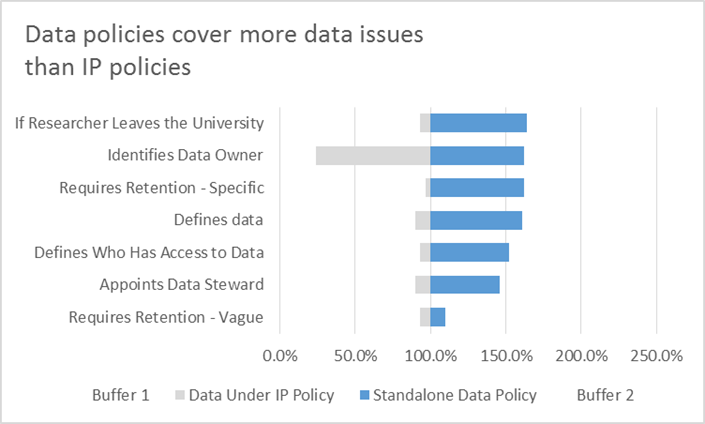 Data policies cover more data issues
than IP policies
If Researcher Leaves the University
Identifies Data Owner
Requires Retention - Specific
Defines data
Defines Who Has Access to Data
Appoints Data Steward
Requires Retention - Vague
0.0% 50.0% 100.0% 150.0% 200.0% 250.0%
Buffer 1 Data Under IP Policy Standalone Data Policy Buffer 2